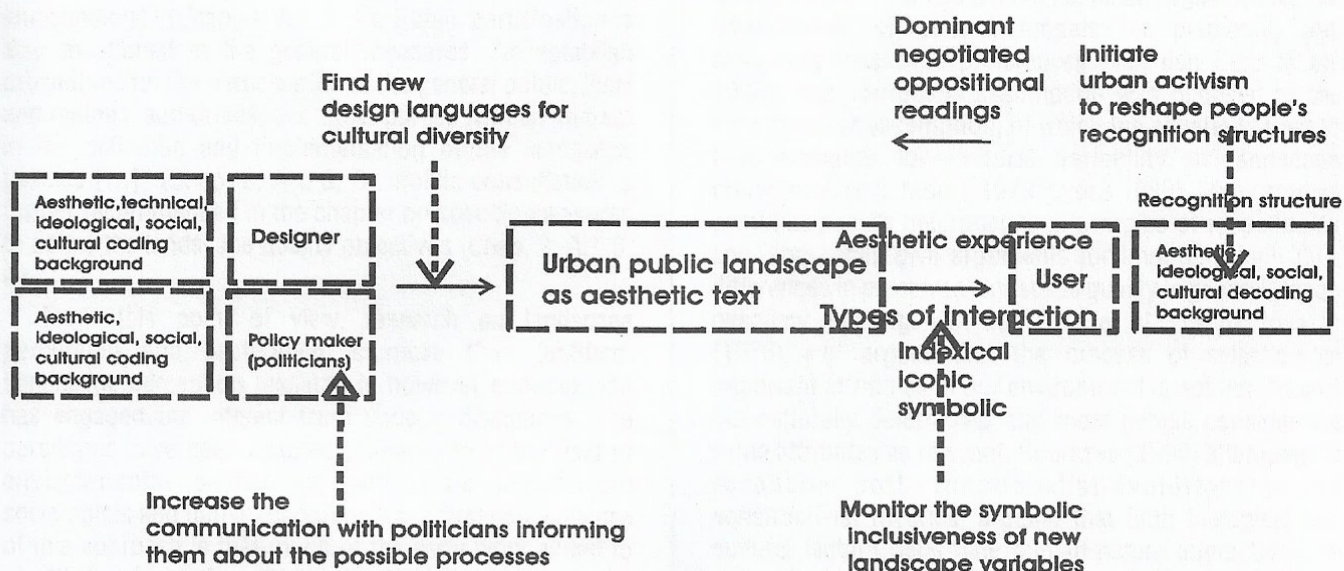 Dominant
negotiated
oppositional
readings
Initiate
urban activism
to reshape people's
recognition structures
Find new
design languages for
cultural diversity
Recognition structure
Aesthetic,technical,
ideological, social,
cultural coding
background
Designer
Aesthetic,
ideological, social,
cultural coding
background
Policy maker
(politicians)
Urban public landscape
as aesthetic text
Aesthetic experience
Types of interaction
User
Aesthetic,
ideological, social,
cultural decoding
background
Indexical
iconic
symbolic
Increase the
communication with politicians informing
them about the possible processes
Monitor the symbolic
inclusiveness of new
landscape variables